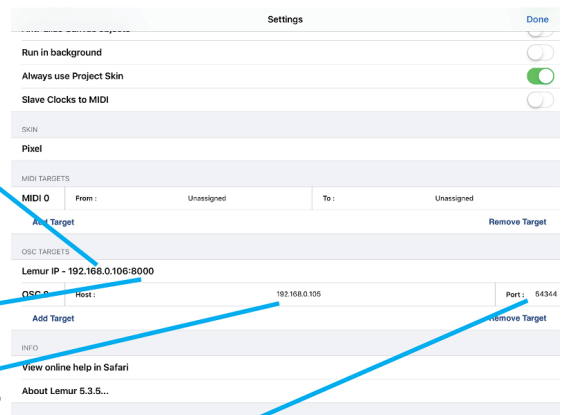 Settings
Done
Run in background
Always use Project Skin
Slave Clocks to MIDI
SKIN
Pixel
MIDI TARGETS
MIDI 0 From : Unassigned To : Unassigned
Add Target Remove Target
OSC TARGETS
Lemur IP - 192.168.0.106:8000
OSC 0 Host : 192.168.0.105 Port : 54344
Add Target Remove Target
INFO
View online help in Safari
About Lemur 5.3.5...